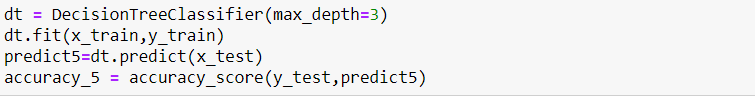 dt = DecisionTreeClassifier(max_depth=3)
dt.fit(x_train,y_train)
predict5=dt.predict(x_test)
accuracy_5 = accuracy_score(y_test,predict5)